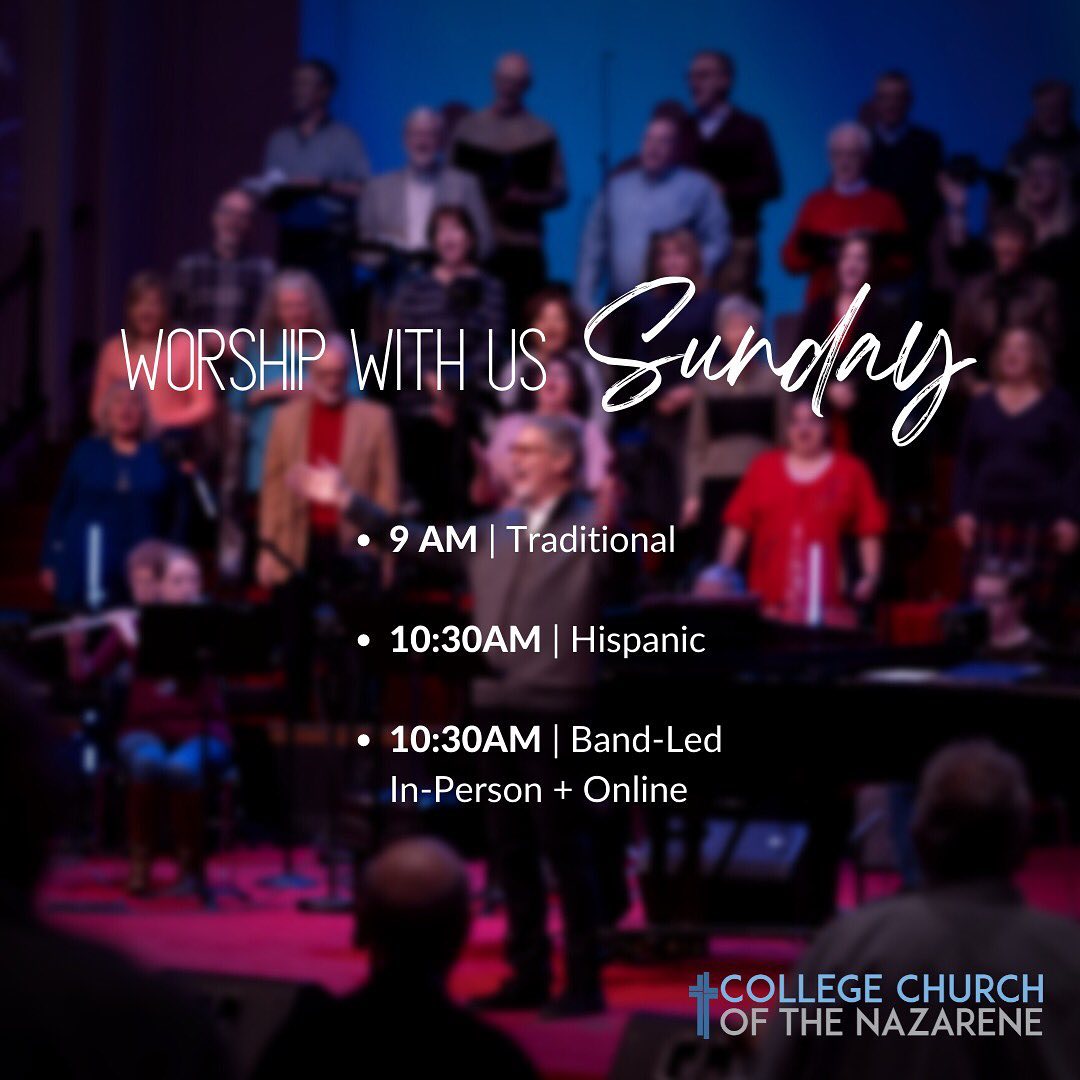 WORSHIP WITH US Sunday
• 9 AM | Traditional
• 10:30AM | Hispanic
• 10:30AM | Band-Led
In-Person + Online
COLLEGE CHURCH
OF THE NAZARENE